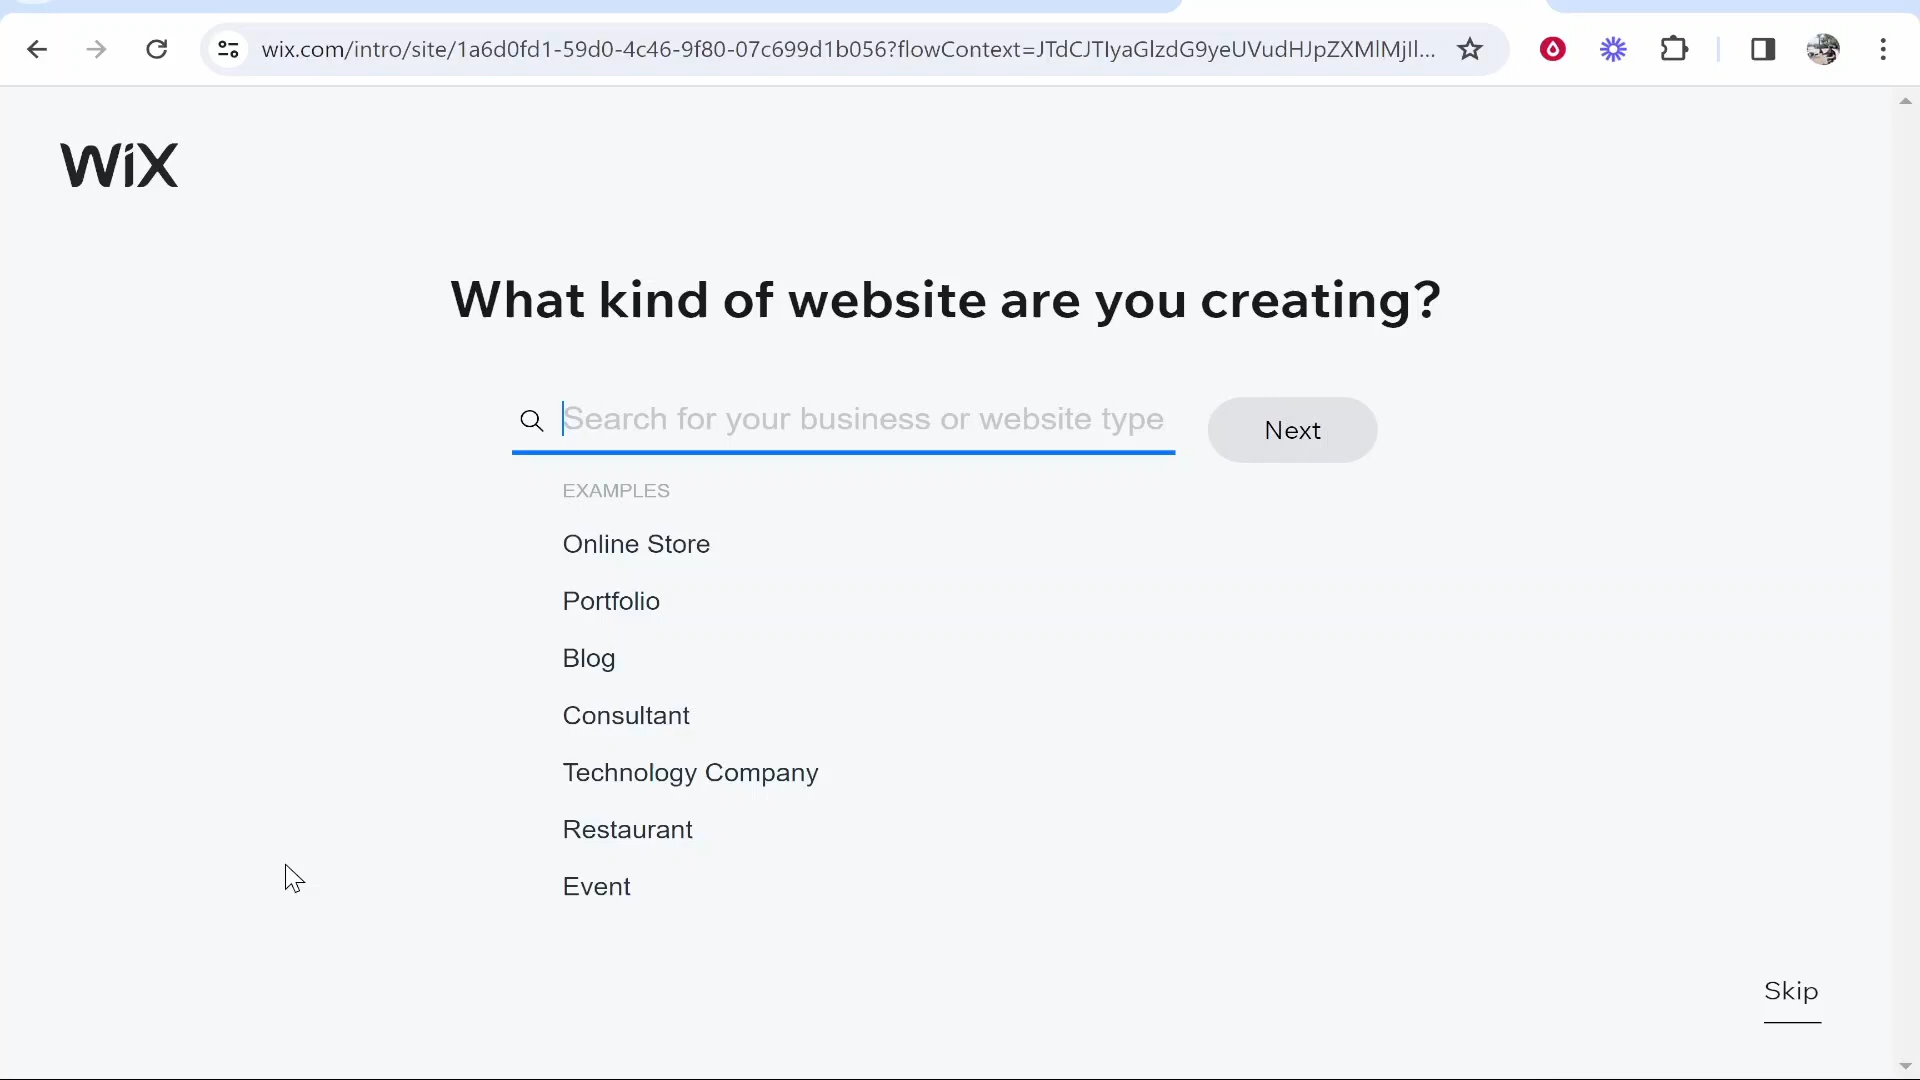 wix.com/intro/site/1a6d0fd1-59d0-4c46-9f80-07c699d1b056?flowContext=JTdCJTIyaGlzdG9yeUVudHJpZXMlMjIl...
WiX
What kind of website are you creating?
Search for your business or website type
Next
EXAMPLES
Online Store
Portfolio
Blog
Consultant
Technology Company
Restaurant
Event
Skip